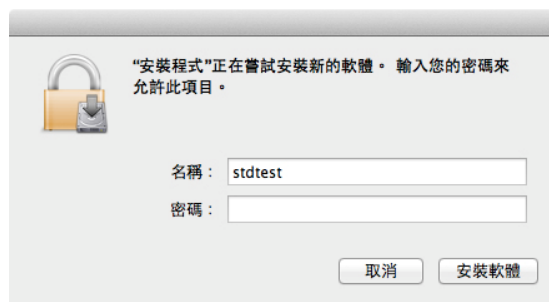 “安裝程式”正在嘗試安裝新的軟體。 輸入您的密碼來
允許此項目。
名稱： stdtest
密碼：
取消 安裝軟體